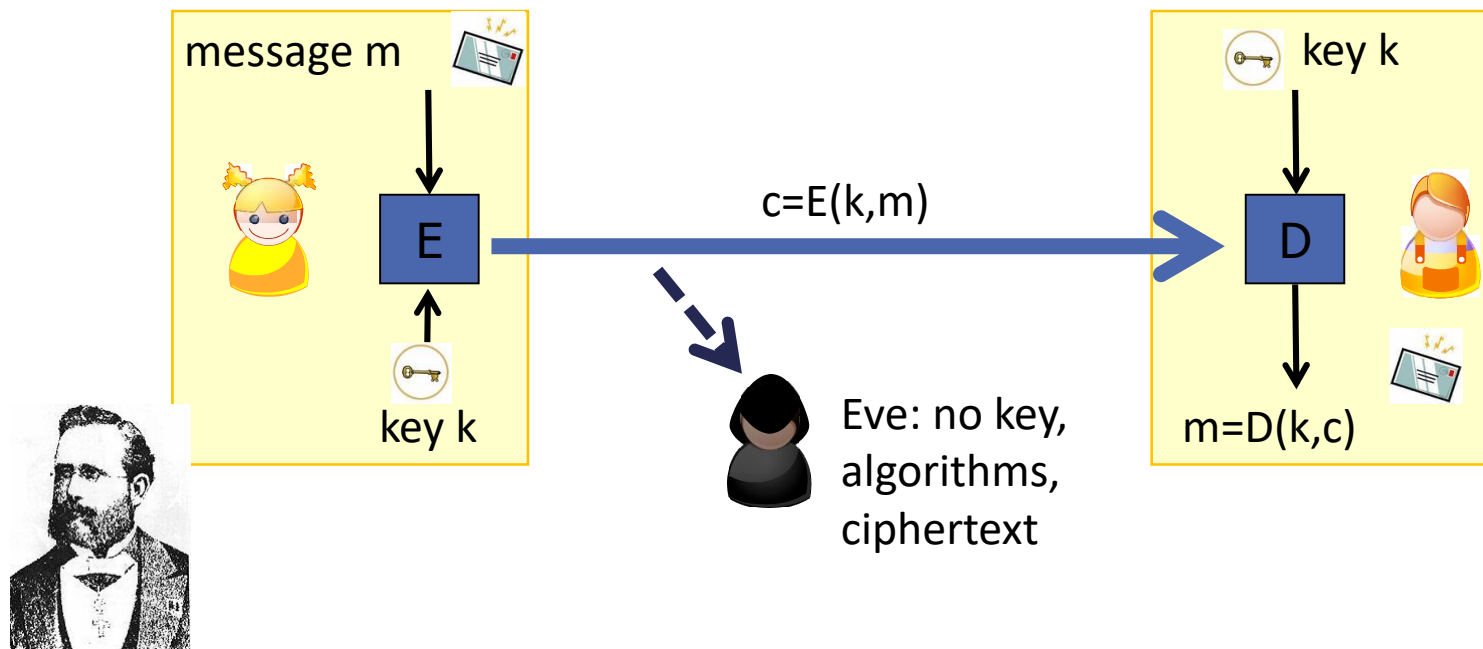 message m
E
key k
c=E(k,m)
Eve: no key,
algorithms,
ciphertext
key k
D
m=D(k,c)